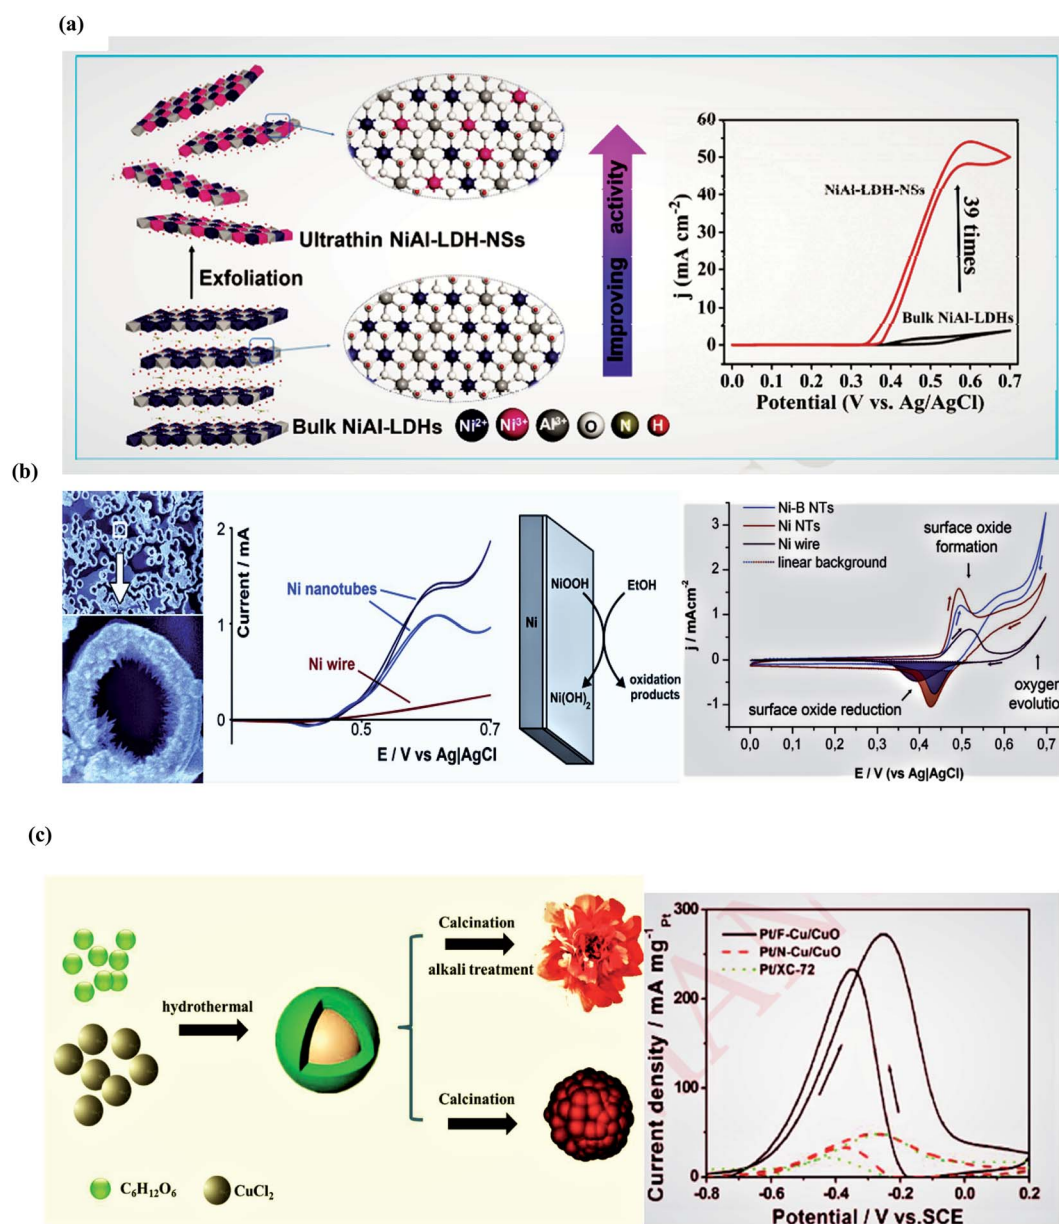 (a)
Ultrathin NiAl-LDH-NSs
Exfoliation
Bulk NiAl-LDHs
Ni2+ Ni3+ Al3+ O N H
Improving activity
j (mA cm-2)
60
50
40
30
20
10
0
NiAl-LDH-NSs
39 times
Bulk NiAl-LDHs
0.0 0.1 0.2 0.3 0.4 0.5 0.6 0.7
Potential (V vs. Ag/AgCl)
(b)
Current / mA
2
1
0
Ni nanotubes
Ni wire
0.5 0.7
E / V vs Ag|AgCl
Ni
NiOOH
EtOH
Ni(OH)2
oxidation
products
j / mAcm-2
3
2
1
0
-1
Ni-B NTs
Ni NTs
Ni wire
linear background
surface oxide
formation
surface oxide reduction
oxygen
evolutio
0,0 0,1 0,2 0,3 0,4 0,5 0,6 0,7
E / V (vs Ag|AgCl)
(c)
hydrothermal
Calcination
alkali treatment
Calcination
C6H12O6
CuCl2
Current density / mA mg-1Pt
300
200
100
0
Pt/F-Cu/CuO
Pt/N-Cu/CuO
Pt/XC-72
-0.8 -0.6 -0.4 -0.2 0.0 0.2
Potential / V vs.SCE